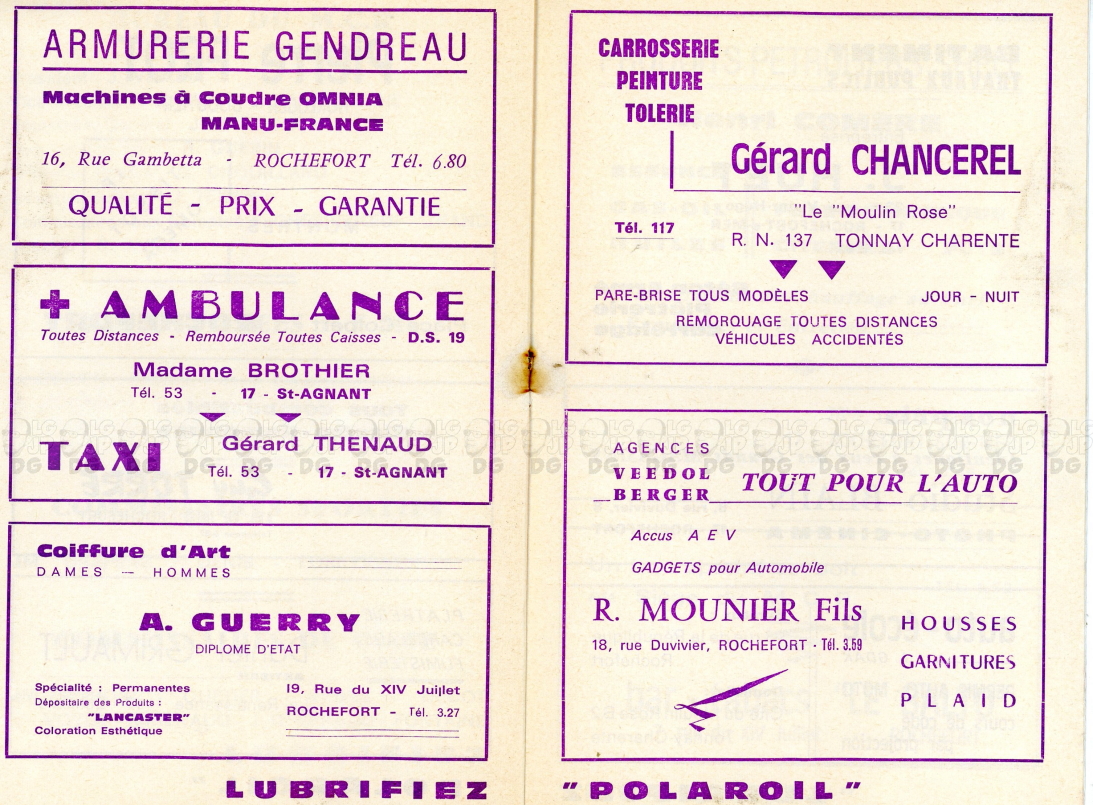 ARMURERIE GENDREAU
Machines à Coudre OMNIA
MANU-FRANCE
16, Rue Gambetta - ROCHEFORT Tél. 6.80
QUALITÉ - PRIX - GARANTIE
+ AMBULANCE
Toutes Distances - Remboursée Toutes Caisses - D.S. 19
Madame BROTHIER
Tél. 53 - 17 - St-AGNANT
TAXI Gérard THENAUD
Tél. 53 - 17 - St-AGNANT
Coiffure d'Art
DAMES — HOMMES
A. GUERRY
DIPLOME D'ETAT
Spécialité : Permanentes
Dépositaire des Produits :
"LANCASTER"
Coloration Esthétique
19, Rue du XIV Juijlet
ROCHEFORT - Tél. 3.27
CARROSSERIE
PEINTURE
TOLERIE
Gérard CHANCEREL
Tél. 117
Le "Moulin Rose"
R. N. 137 TONNAY CHARENTE
PARE-BRISE TOUS MODÈLES JOUR - NUIT
REMORQUAGE TOUTES DISTANCES
VÉHICULES ACCIDENTÉS
AGENCES
VEEDOL
BERGER
TOUT POUR L'AUTO
Accus A E V
GADGETS pour Automobile
R. MOUNIER Fils
18, rue Duvivier, ROCHEFORT - Tél. 3.59
HOUSSES
GARNITURES
PLAID
LUBRIFIEZ "POLAROIL"